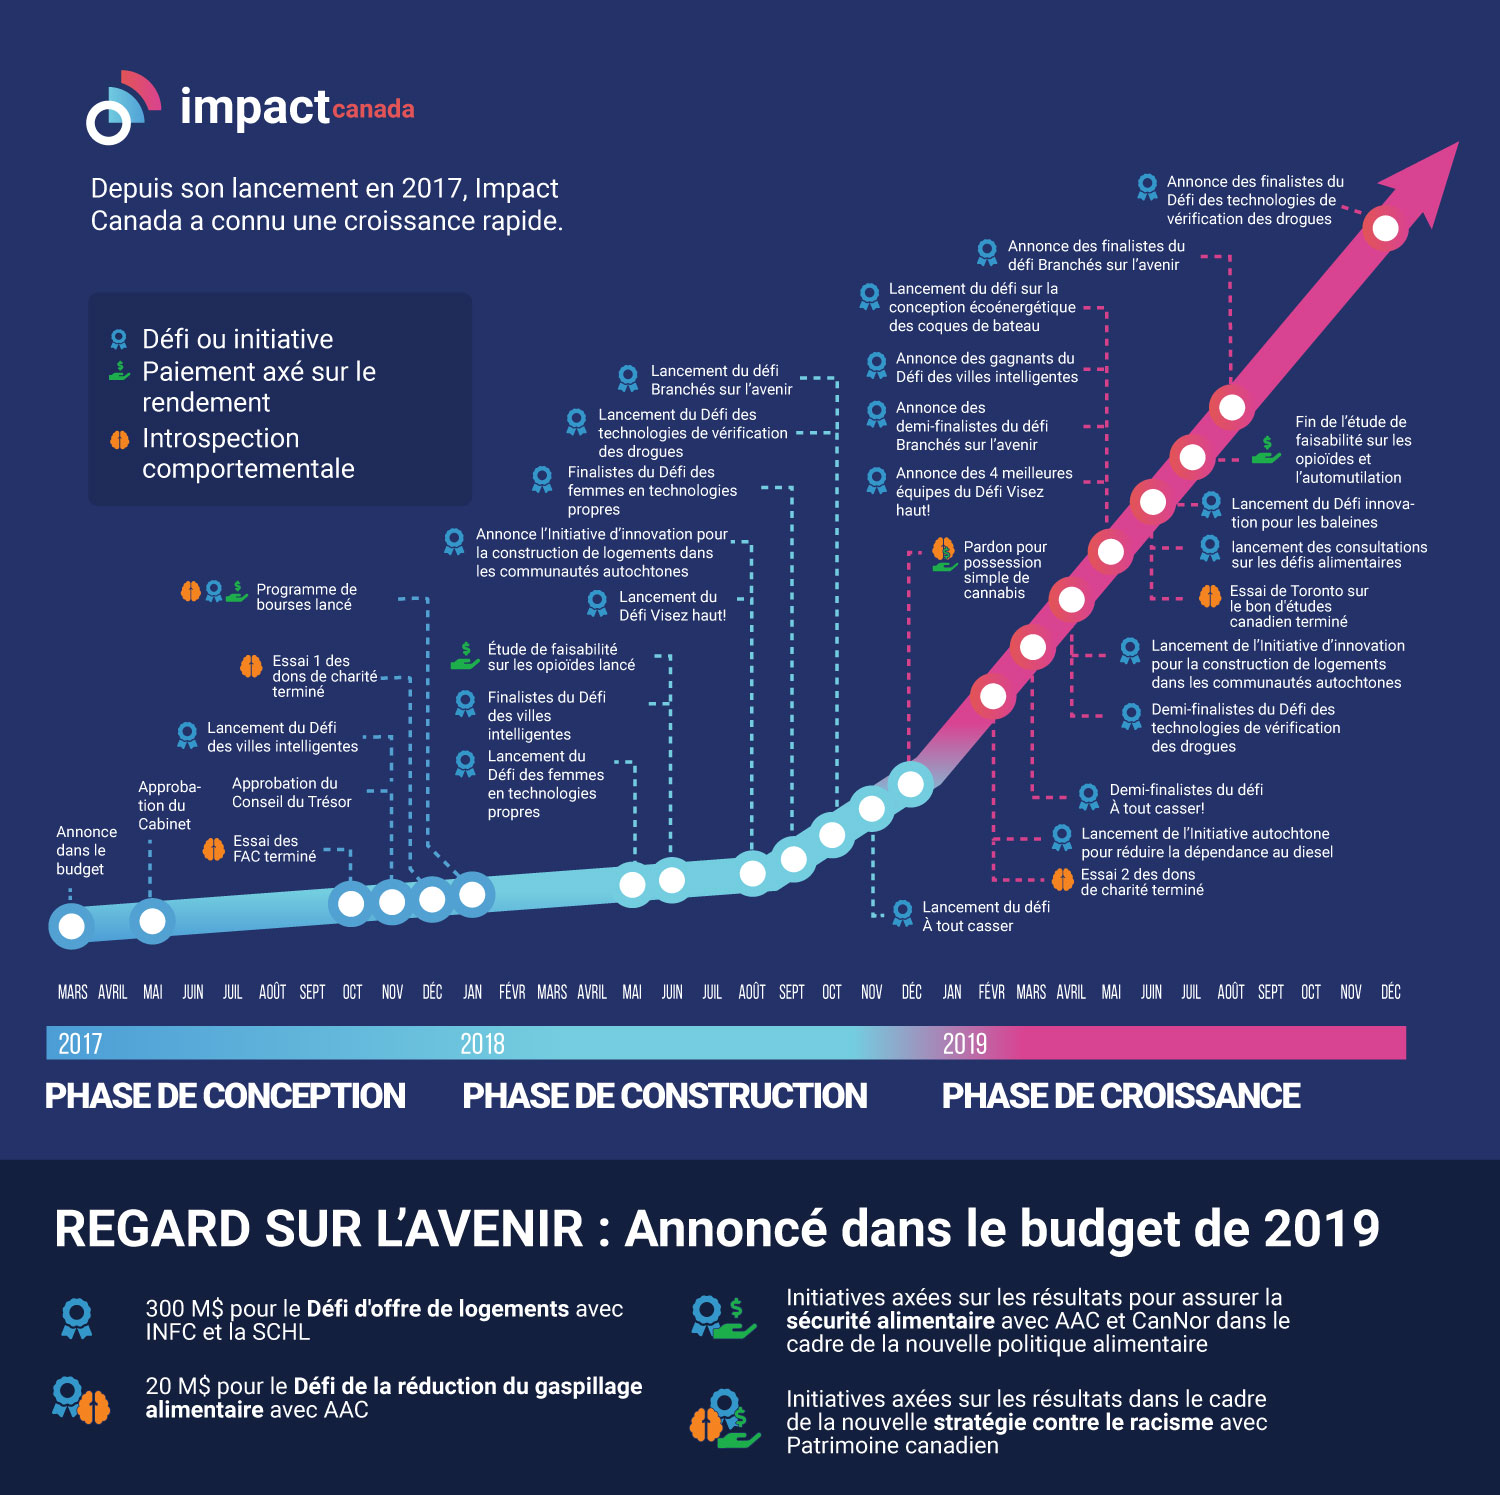 impactcanada
Depuis son lancement en 2017, Impact
Canada a connu une croissance rapide.
Défi ou initiative
Paiement axé sur le
rendement
Introspection
comportementale
Annonce
dans le
budget
Approba-
tion du
Cabinet
Essai des
FAC terminé
Approbation du
Conseil du Trésor
Lancement du Défi
des villes intelligentes
Essai 1 des
dons de charité
terminé
Programme de
bourses lancé
Lancement du
Défi des femmes
en technologies
propres
Finalistes du Défi
des villes
intelligentes
Étude de faisabilité
sur les opioïdes lancé
Lancement du
Défi Visez haut!
Annonce l’Initiative d’innovation pour
la construction de logements dans
les communautés autochtones
Finalistes du Défi des
femmes en technologies
propres
Lancement du Défi des
technologies de vérification
des drogues
Lancement du défi
Branchés sur l’avenir
Lancement du défi
À tout casser
Pardon pour
possession
simple de
cannabis
Essai 2 des dons
de charité terminé
Lancement de l’Initiative autochtone
pour réduire la dépendance au diesel
Demi-finalistes du défi
À tout casser!
Demi-finalistes du Défi des
technologies de vérification
des drogues
Lancement de l’Initiative d’innovation
pour la construction de logements
dans les communautés autochtones
Annonce des 4 meilleures
équipes du Défi Visez
haut!
Annonce des
demi-finalistes du défi
Branchés sur l’avenir
Annonce des gagnants du
Défi des villes intelligentes
Lancement du défi sur la
conception écoénergétique
des coques de bateau
Essai de Toronto sur
le bon d’études
canadien terminé
lancement des consultations
sur les défis alimentaires
Lancement du Défi innova-
tion pour les baleines
Fin de l’étude de
faisabilité sur les
opioïdes et
l’automutilation
Annonce des finalistes du
défi Branchés sur l’avenir
Annonce des finalistes du
Défi des technologies de
vérification des drogues
MARS AVRIL MAI JUIN JUIL AOÛT SEPT OCT NOV DÉC JAN FÉVR MARS AVRIL MAI JUIN JUIL AOÛT SEPT OCT NOV DÉC JAN FÉVR MARS AVRIL MAI JUIN JUIL AOÛT SEPT OCT NOV DÉC
2017 2018 2019
PHASE DE CONCEPTION PHASE DE CONSTRUCTION PHASE DE CROISSANCE
REGARD SUR L’AVENIR : Annoncé dans le budget de 2019
300 M$ pour le Défi d'offre de logements avec
INFC et la SCHL
20 M$ pour le Défi de la réduction du gaspillage
alimentaire avec AAC
Initiatives axées sur les résultats pour assurer la
sécurité alimentaire avec AAC et CanNor dans le
cadre de la nouvelle politique alimentaire
Initiatives axées sur les résultats dans le cadre
de la nouvelle stratégie contre le racisme avec
Patrimoine canadien